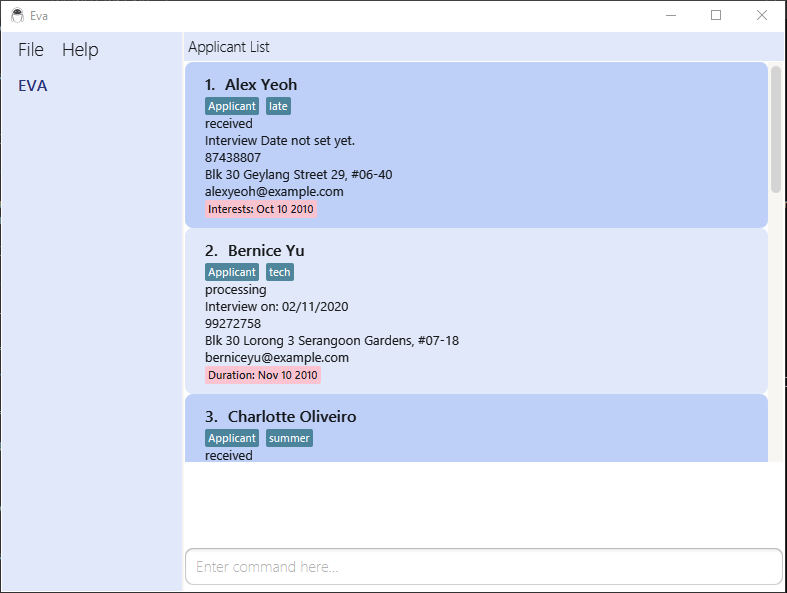 Eva
File Help
EVA
Applicant List
1. Alex Yeoh
Applicant late
received
Interview Date not set yet.
87438807
Blk 30 Geylang Street 29, #06-40
alexyeoh@example.com
Interests: Oct 10 2010
2. Bernice Yu
Applicant tech
processing
Interview on: 02/11/2020
99272758
Blk 30 Lorong 3 Serangoon Gardens, #07-18
berniceyu@example.com
Duration: Nov 10 2010
3. Charlotte Oliveiro
Applicant summer
received
Enter command here...